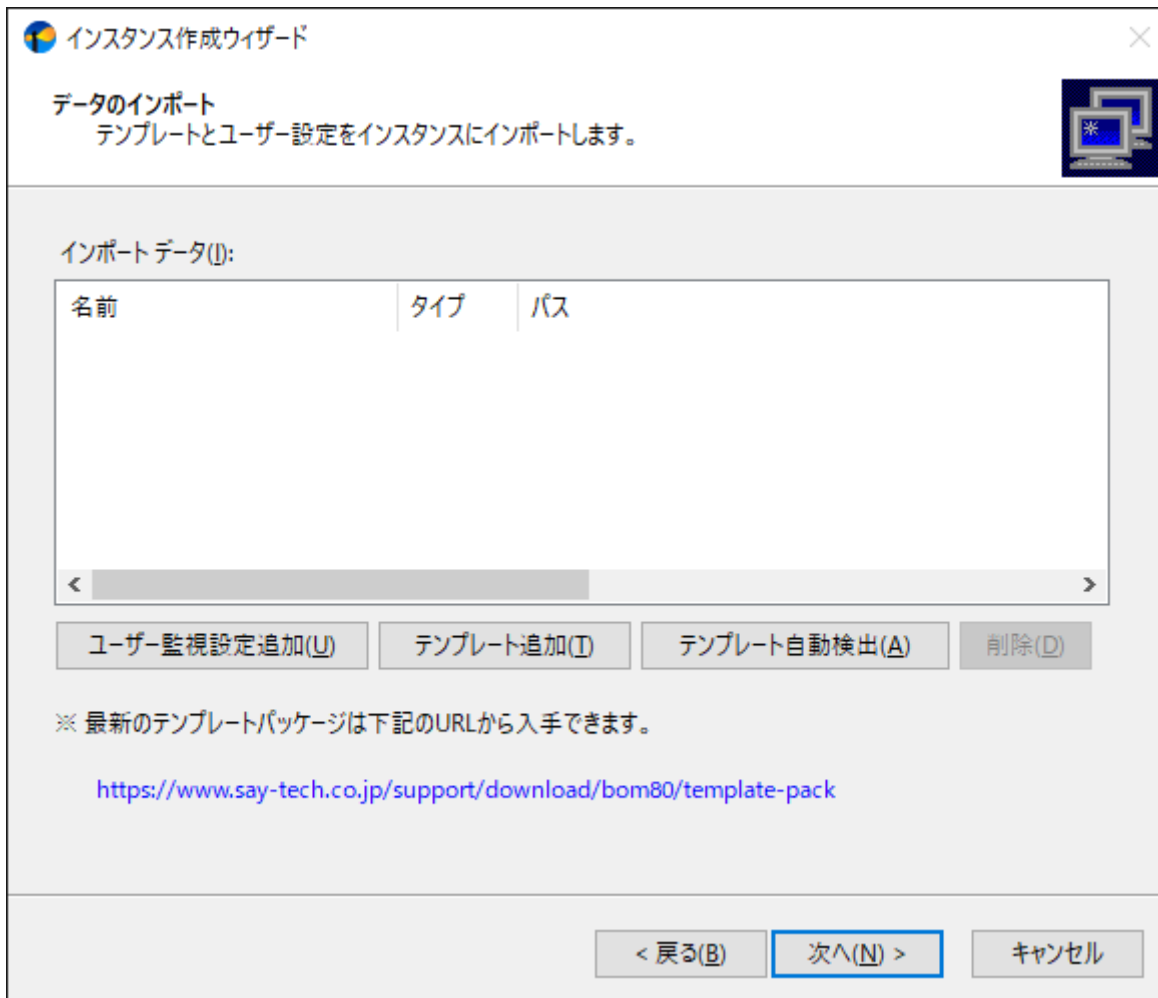 インスタンス作成ウィザード
データのインポート
テンプレートとユーザー設定をインスタンスにインポートします。
インポート データ(I):
名前 タイプ パス
ユーザー監視設定追加(U) テンプレート追加(T) テンプレート自動検出(A) 削除(D)
※ 最新のテンプレートパッケージは下記のURLから入手できます。
https://www.say-tech.co.jp/support/download/bom80/template-pack
< 戻る(B) 次へ(N) > キャンセル